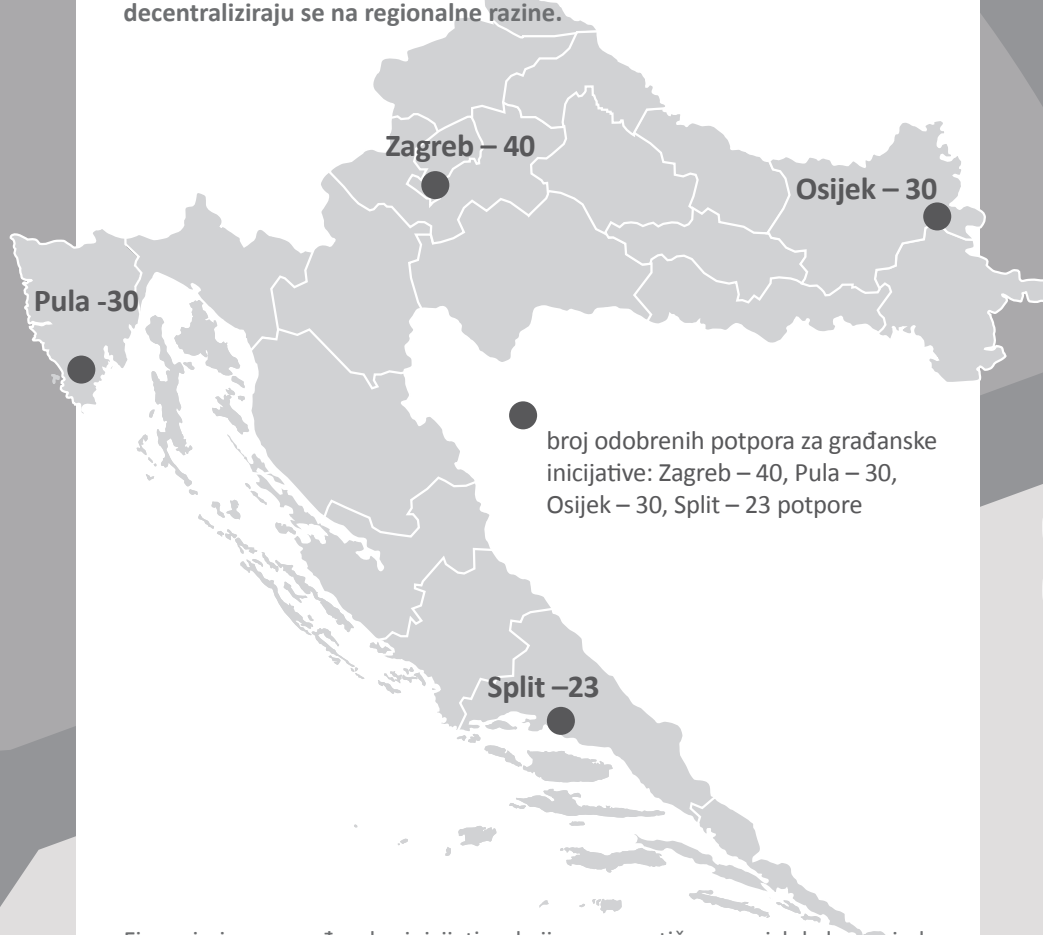 decentraliziraju se na regionalne razine.
Zagreb – 40
Osijek – 30
Pula -30
broj odobrenih potpora za građanske
inicijative: Zagreb – 40, Pula – 30,
Osijek – 30, Split – 23 potpore
Split –23